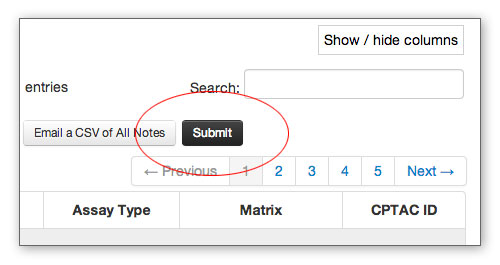 Show / hide columns
entries Search:
Email a CSV of All Notes Submit
← Previous 1 2 3 4 5 Next →
Assay Type Matrix CPTAC ID